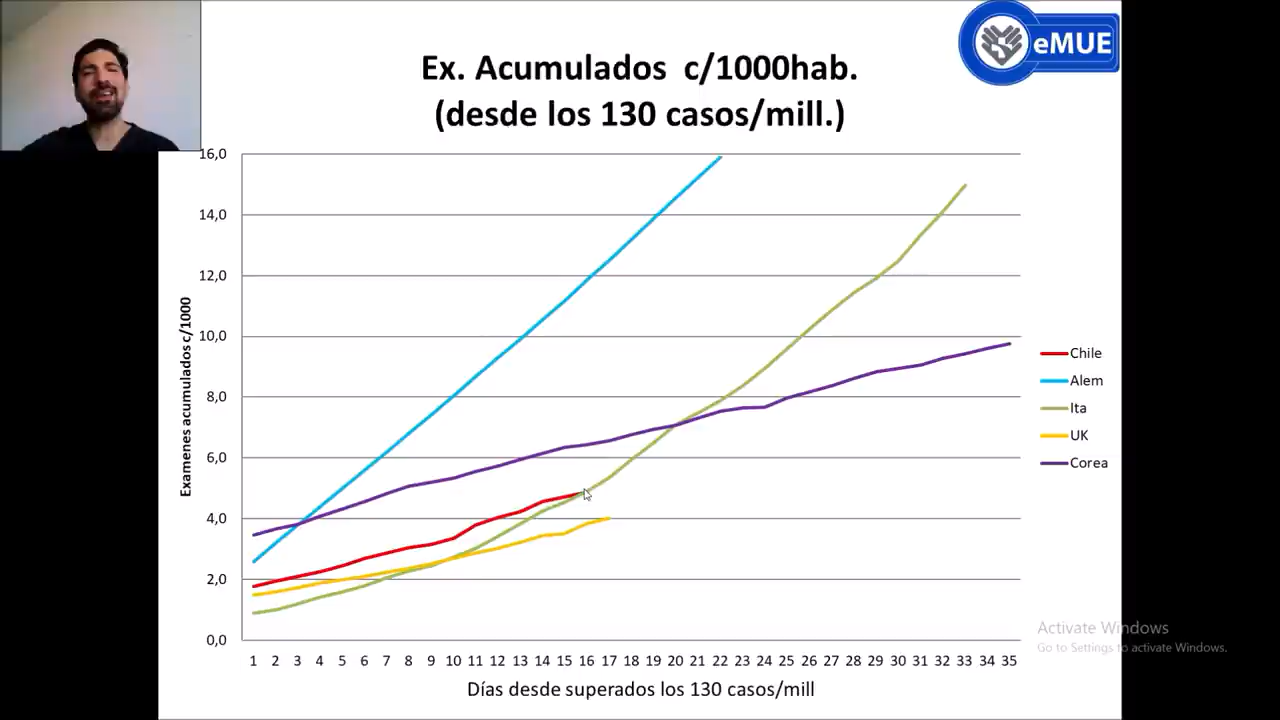 eMUE
Ex. Acumulados c/1000hab.
(desde los 130 casos/mill.)
16,0
14,0
12,0
10,0
8,0
6,0
4,0
2,0
0,0
Examenes acumulados c/1000
1 2 3 4 5 6 7 8 9 10 11 12 13 14 15 16 17 18 19 20 21 22 23 24 25 26 27 28 29 30 31 32 33 34 35
Días desde superados los 130 casos/mill
Chile
Alem
Ita
UK
Corea
Activate Windows
Go to Settings to activate Windows.